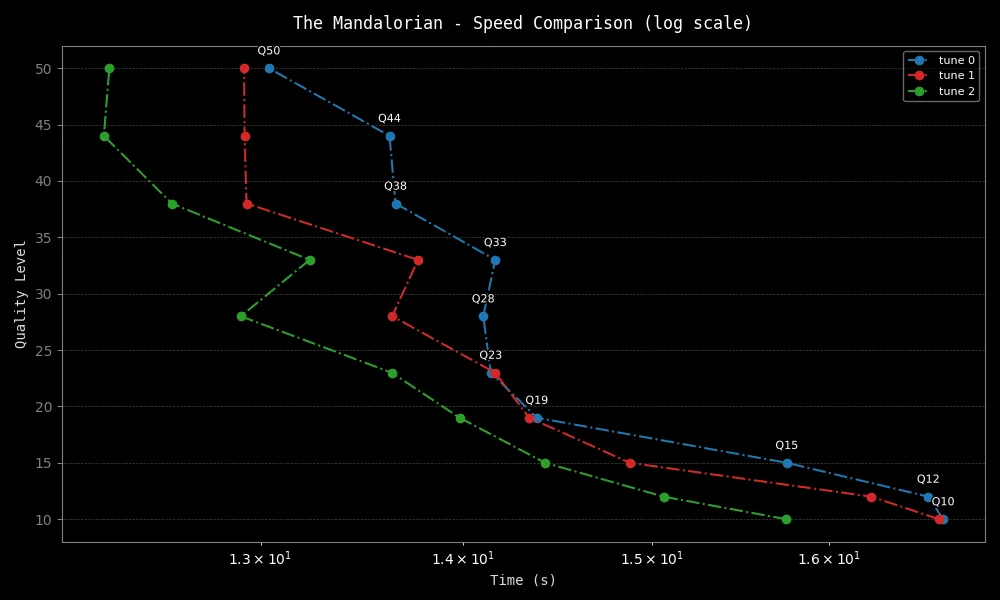 The Mandalorian - Speed Comparison (log scale)
Q50
tune 0
tune 1
tune 2
50
45
Q44
40
Q38
35
Q33
30
Q28
25
Q23
20
Q19
15
Q15
Q12
10
Q10
Quality Level
1.3 × 10¹
1.4 × 10¹
1.5 × 10¹
1.6 × 10¹
Time (s)